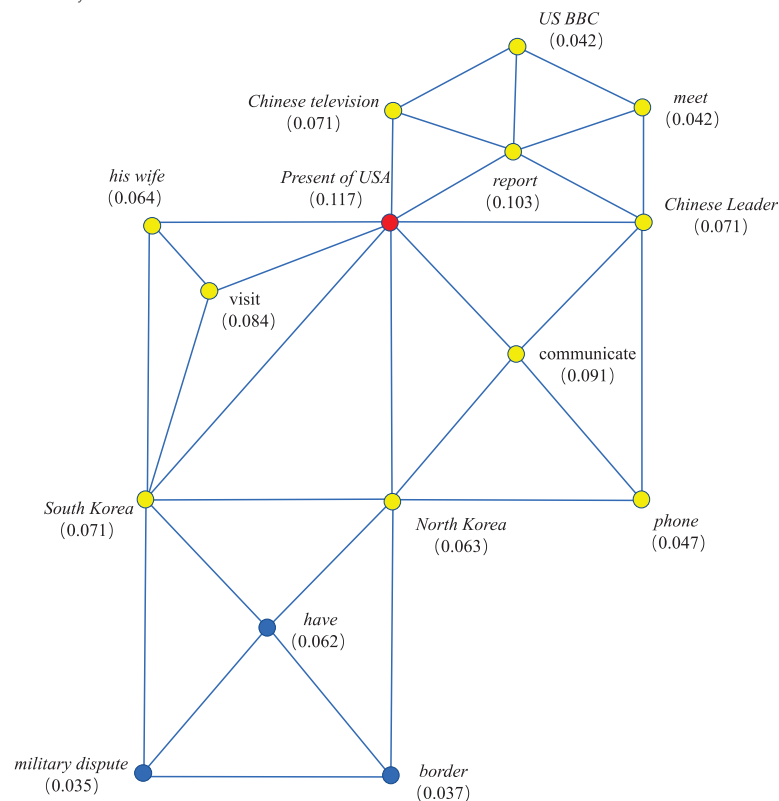 US BBC
(0.042)
Chinese television
(0.071)
meet
(0.042)
his wife
(0.064)
Present of USA
(0.117)
report
(0.103)
Chinese Leader
(0.071)
visit
(0.084)
communicate
(0.091)
South Korea
(0.071)
North Korea
(0.063)
phone
(0.047)
have
(0.062)
military dispute
(0.035)
border
(0.037)